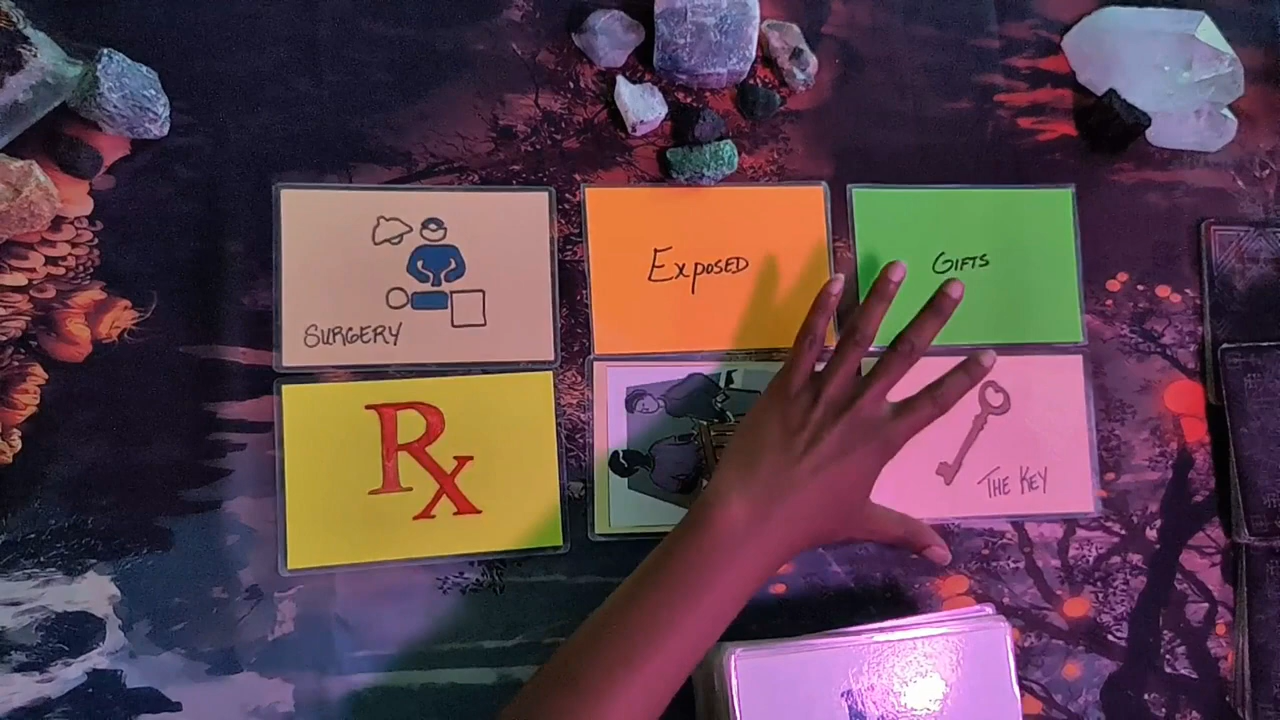 Exposed
GIFTS
SURGERY
Rx
THE KEY